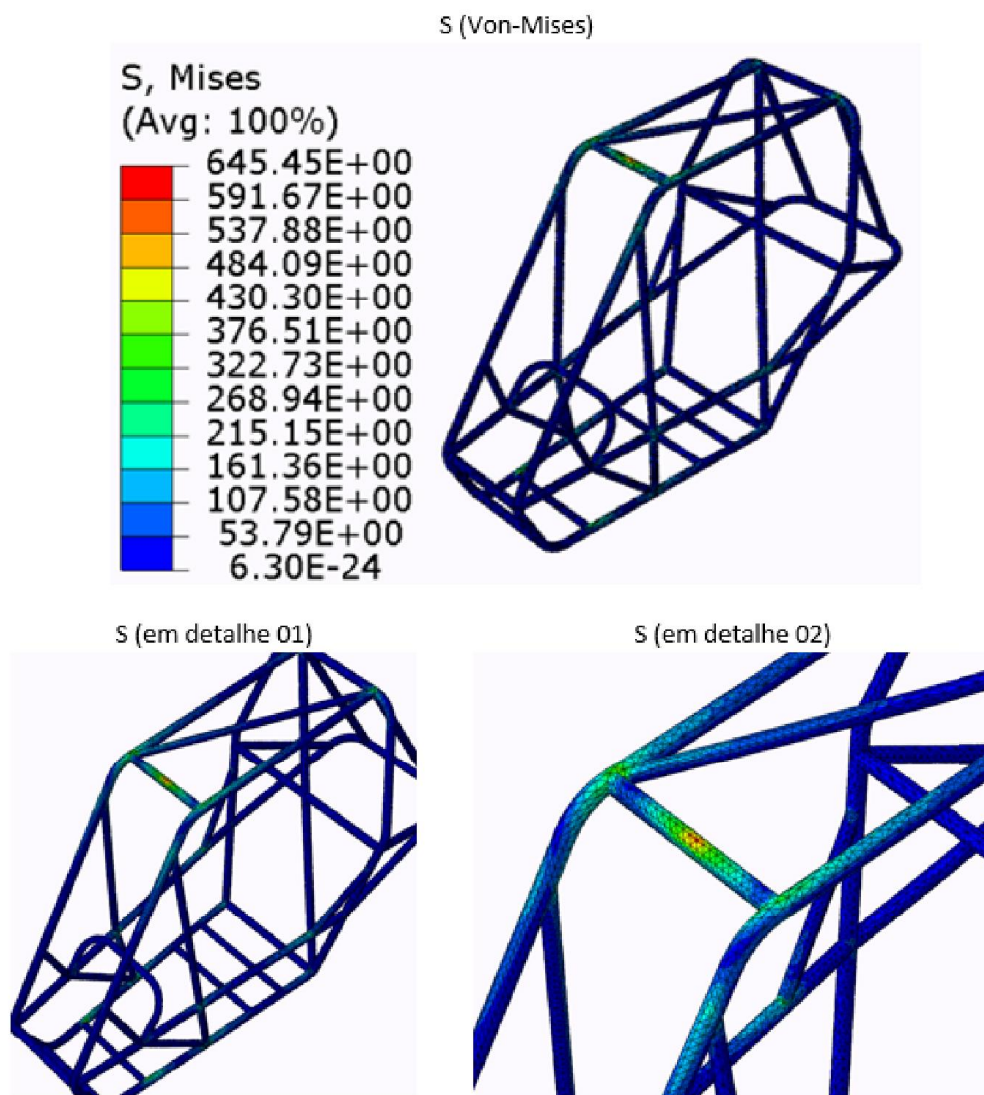 S (Von-Mises)
S, Mises
(Avg: 100%)
645.45E+00
591.67E+00
537.88E+00
484.09E+00
430.30E+00
376.51E+00
322.73E+00
268.94E+00
215.15E+00
161.36E+00
107.58E+00
53.79E+00
6.30E-24
S (em detalhe 01)
S (em detalhe 02)